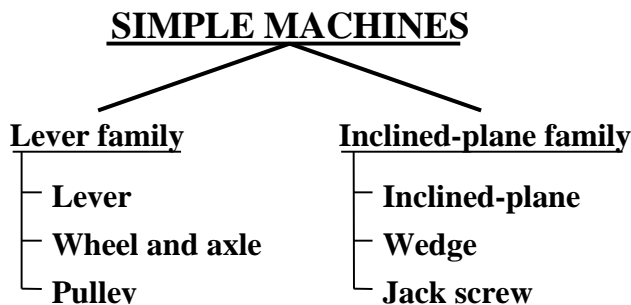 SIMPLE MACHINES
Lever family
Lever
Wheel and axle
Pulley
Inclined-plane family
Inclined-plane
Wedge
Jack screw